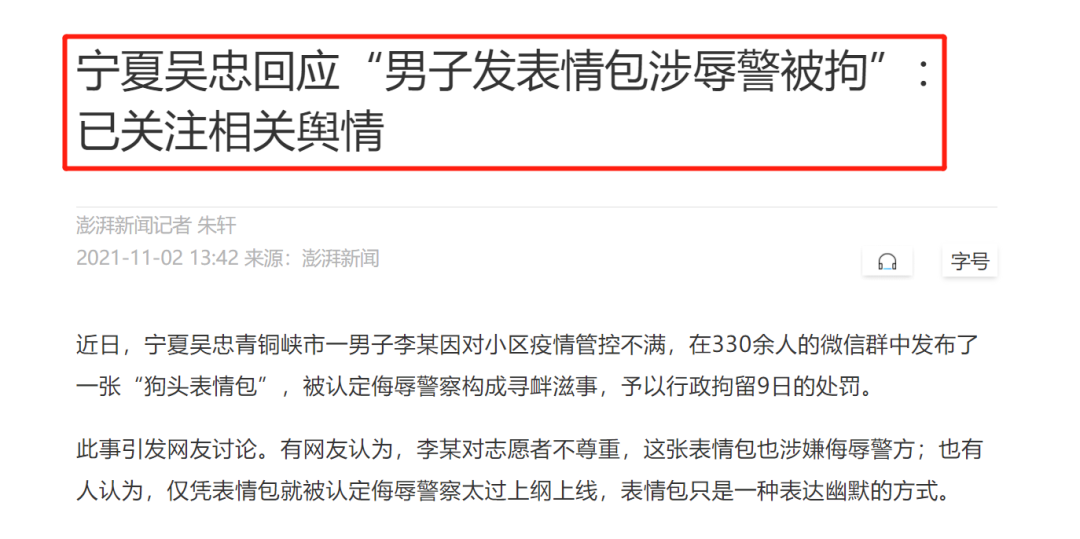 宁夏吴忠回应“男子发表情包涉辱警被拘”：
已关注相关舆情
澎湃新闻记者 朱轩
2021-11-02 13:42 来源：澎湃新闻
字号
近日，宁夏吴忠青铜峡市一男子李某因对小区疫情管控不满，在330余人的微信群中发布了
一张“狗头表情包”，被认定侮辱警察构成寻衅滋事，予以行政拘留9日的处罚。
此事引发网友讨论。有网友认为，李某对志愿者不尊重，这张表情包也涉嫌侮辱警方；也有
人认为，仅凭表情包就被认定侮辱警察太过上纲上线，表情包只是一种表达幽默的方式。